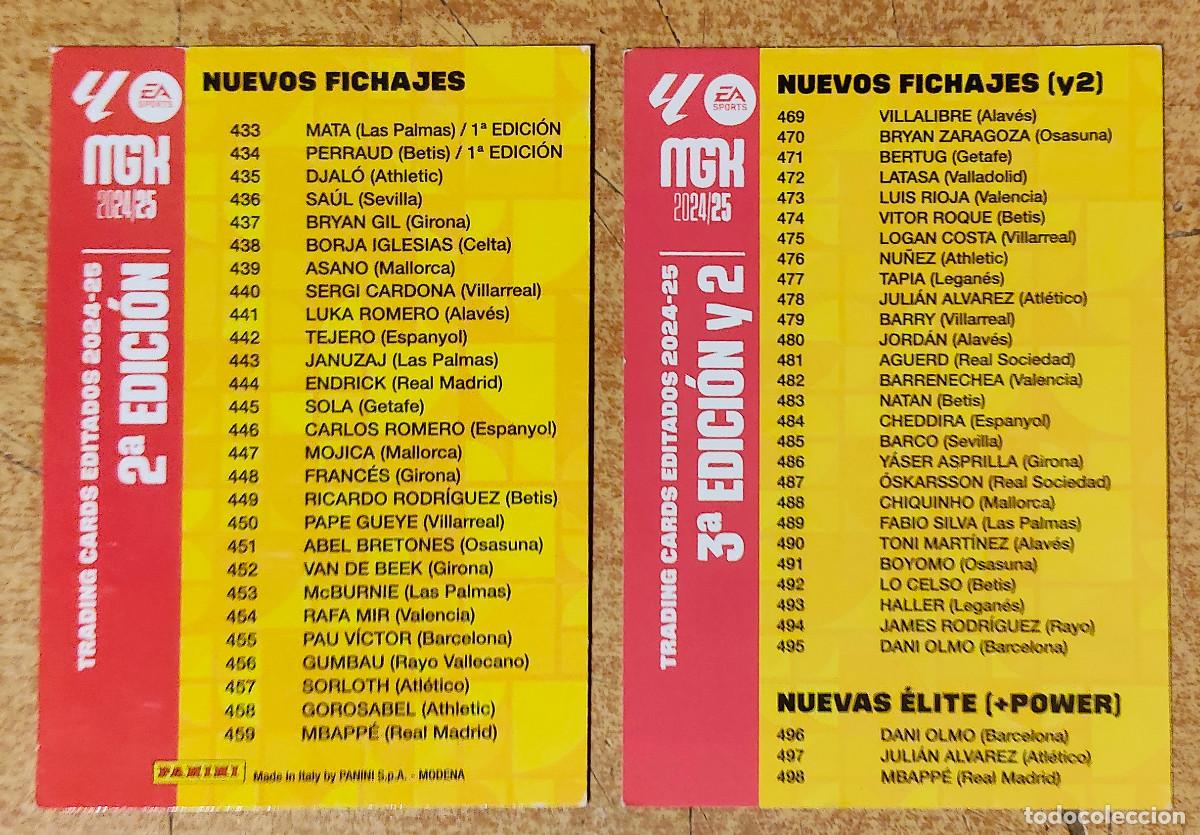 EA
SPORTS
MGK
2024/25
TRADING CARDS EDITADOS 2024-25
2ª EDICIÓN
NUEVOS FICHAJES
433 MATA (Las Palmas) / 1ª EDICIÓN
434 PERRAUD (Betis) / 1ª EDICIÓN
435 DJALÓ (Athletic)
436 SAÚL (Sevilla)
437 BRYAN GIL (Girona)
438 BORJA IGLESIAS (Celta)
439 ASANO (Mallorca)
440 SERGI CARDONA (Villarreal)
441 LUKA ROMERO (Alavés)
442 TEJERO (Espanyol)
443 JANUZAJ (Las Palmas)
444 ENDRICK (Real Madrid)
445 SOLA (Getafe)
446 CARLOS ROMERO (Espanyol)
447 MOJICA (Mallorca)
448 FRANCÉS (Girona)
449 RICARDO RODRÍGUEZ (Betis)
450 PAPE GUEYE (Villarreal)
451 ABEL BRETONES (Osasuna)
452 VAN DE BEEK (Girona)
453 McBURNIE (Las Palmas)
454 RAFA MIR (Valencia)
455 PAU VÍCTOR (Barcelona)
456 GUMBAU (Rayo Vallecano)
457 SORLOTH (Atlético)
458 GOROSABEL (Athletic)
459 MBAPPÉ (Real Madrid)
PANINI Made in Italy by PANINI S.p.A. - MODENA
EA
SPORTS
MGK
2024/25
TRADING CARDS EDITADOS 2024-25
3ª EDICIÓN y 2
NUEVOS FICHAJES (y2)
469 VILLALIBRE (Alavés)
470 BRYAN ZARAGOZA (Osasuna)
471 BERTUG (Getafe)
472 LATASA (Valladolid)
473 LUIS RIOJA (Valencia)
474 VITOR ROQUE (Betis)
475 LOGAN COSTA (Villarreal)
476 NUÑEZ (Athletic)
477 TAPIA (Leganés)
478 JULIÁN ALVAREZ (Atlético)
479 BARRY (Villarreal)
480 JORDÁN (Alavés)
481 AGUERD (Real Sociedad)
482 BARRENECHEA (Valencia)
483 NATAN (Betis)
484 CHEDDIRA (Espanyol)
485 BARCO (Sevilla)
486 YÁSER ASPRILLA (Girona)
487 ÓSKARSSON (Real Sociedad)
488 CHIQUINHO (Mallorca)
489 FABIO SILVA (Las Palmas)
490 TONI MARTÍNEZ (Alavés)
491 BOYOMO (Osasuna)
492 LO CELSO (Betis)
493 HALLER (Leganés)
494 JAMES RODRÍGUEZ (Rayo)
495 DANI OLMO (Barcelona)
NUEVAS ÉLITE (+POWER)
496 DANI OLMO (Barcelona)
497 JULIÁN ALVAREZ (Atlético)
498 MBAPPÉ (Real Madrid)
todocoleccion